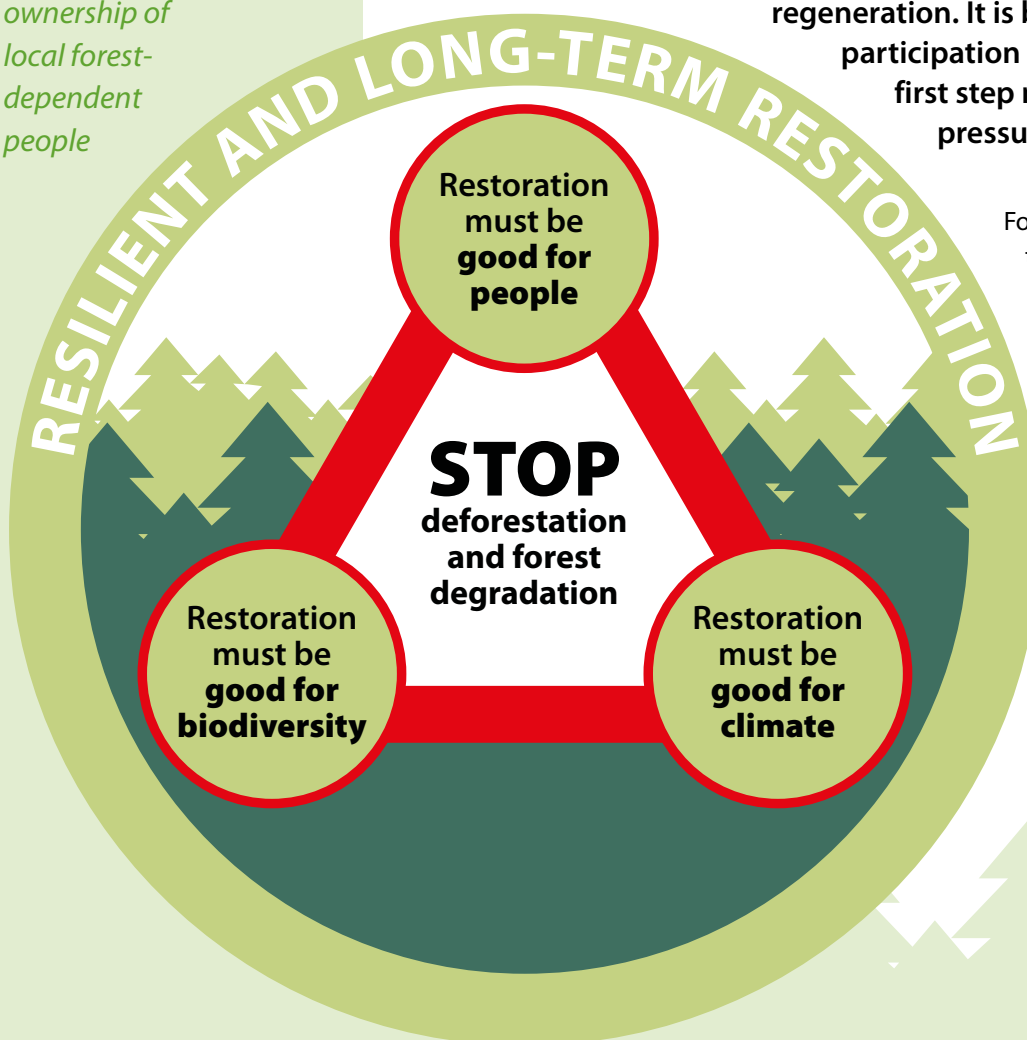 ownership of
local forest-
dependent
people
regeneration. It is
participation
first step
RESILIENT AND LONG-TERM RESTORATION
Restoration
must be
good for
people
STOP
deforestation
and forest
degradation
Restoration
must be
good for
biodiversity
Restoration
must be
good for
climate